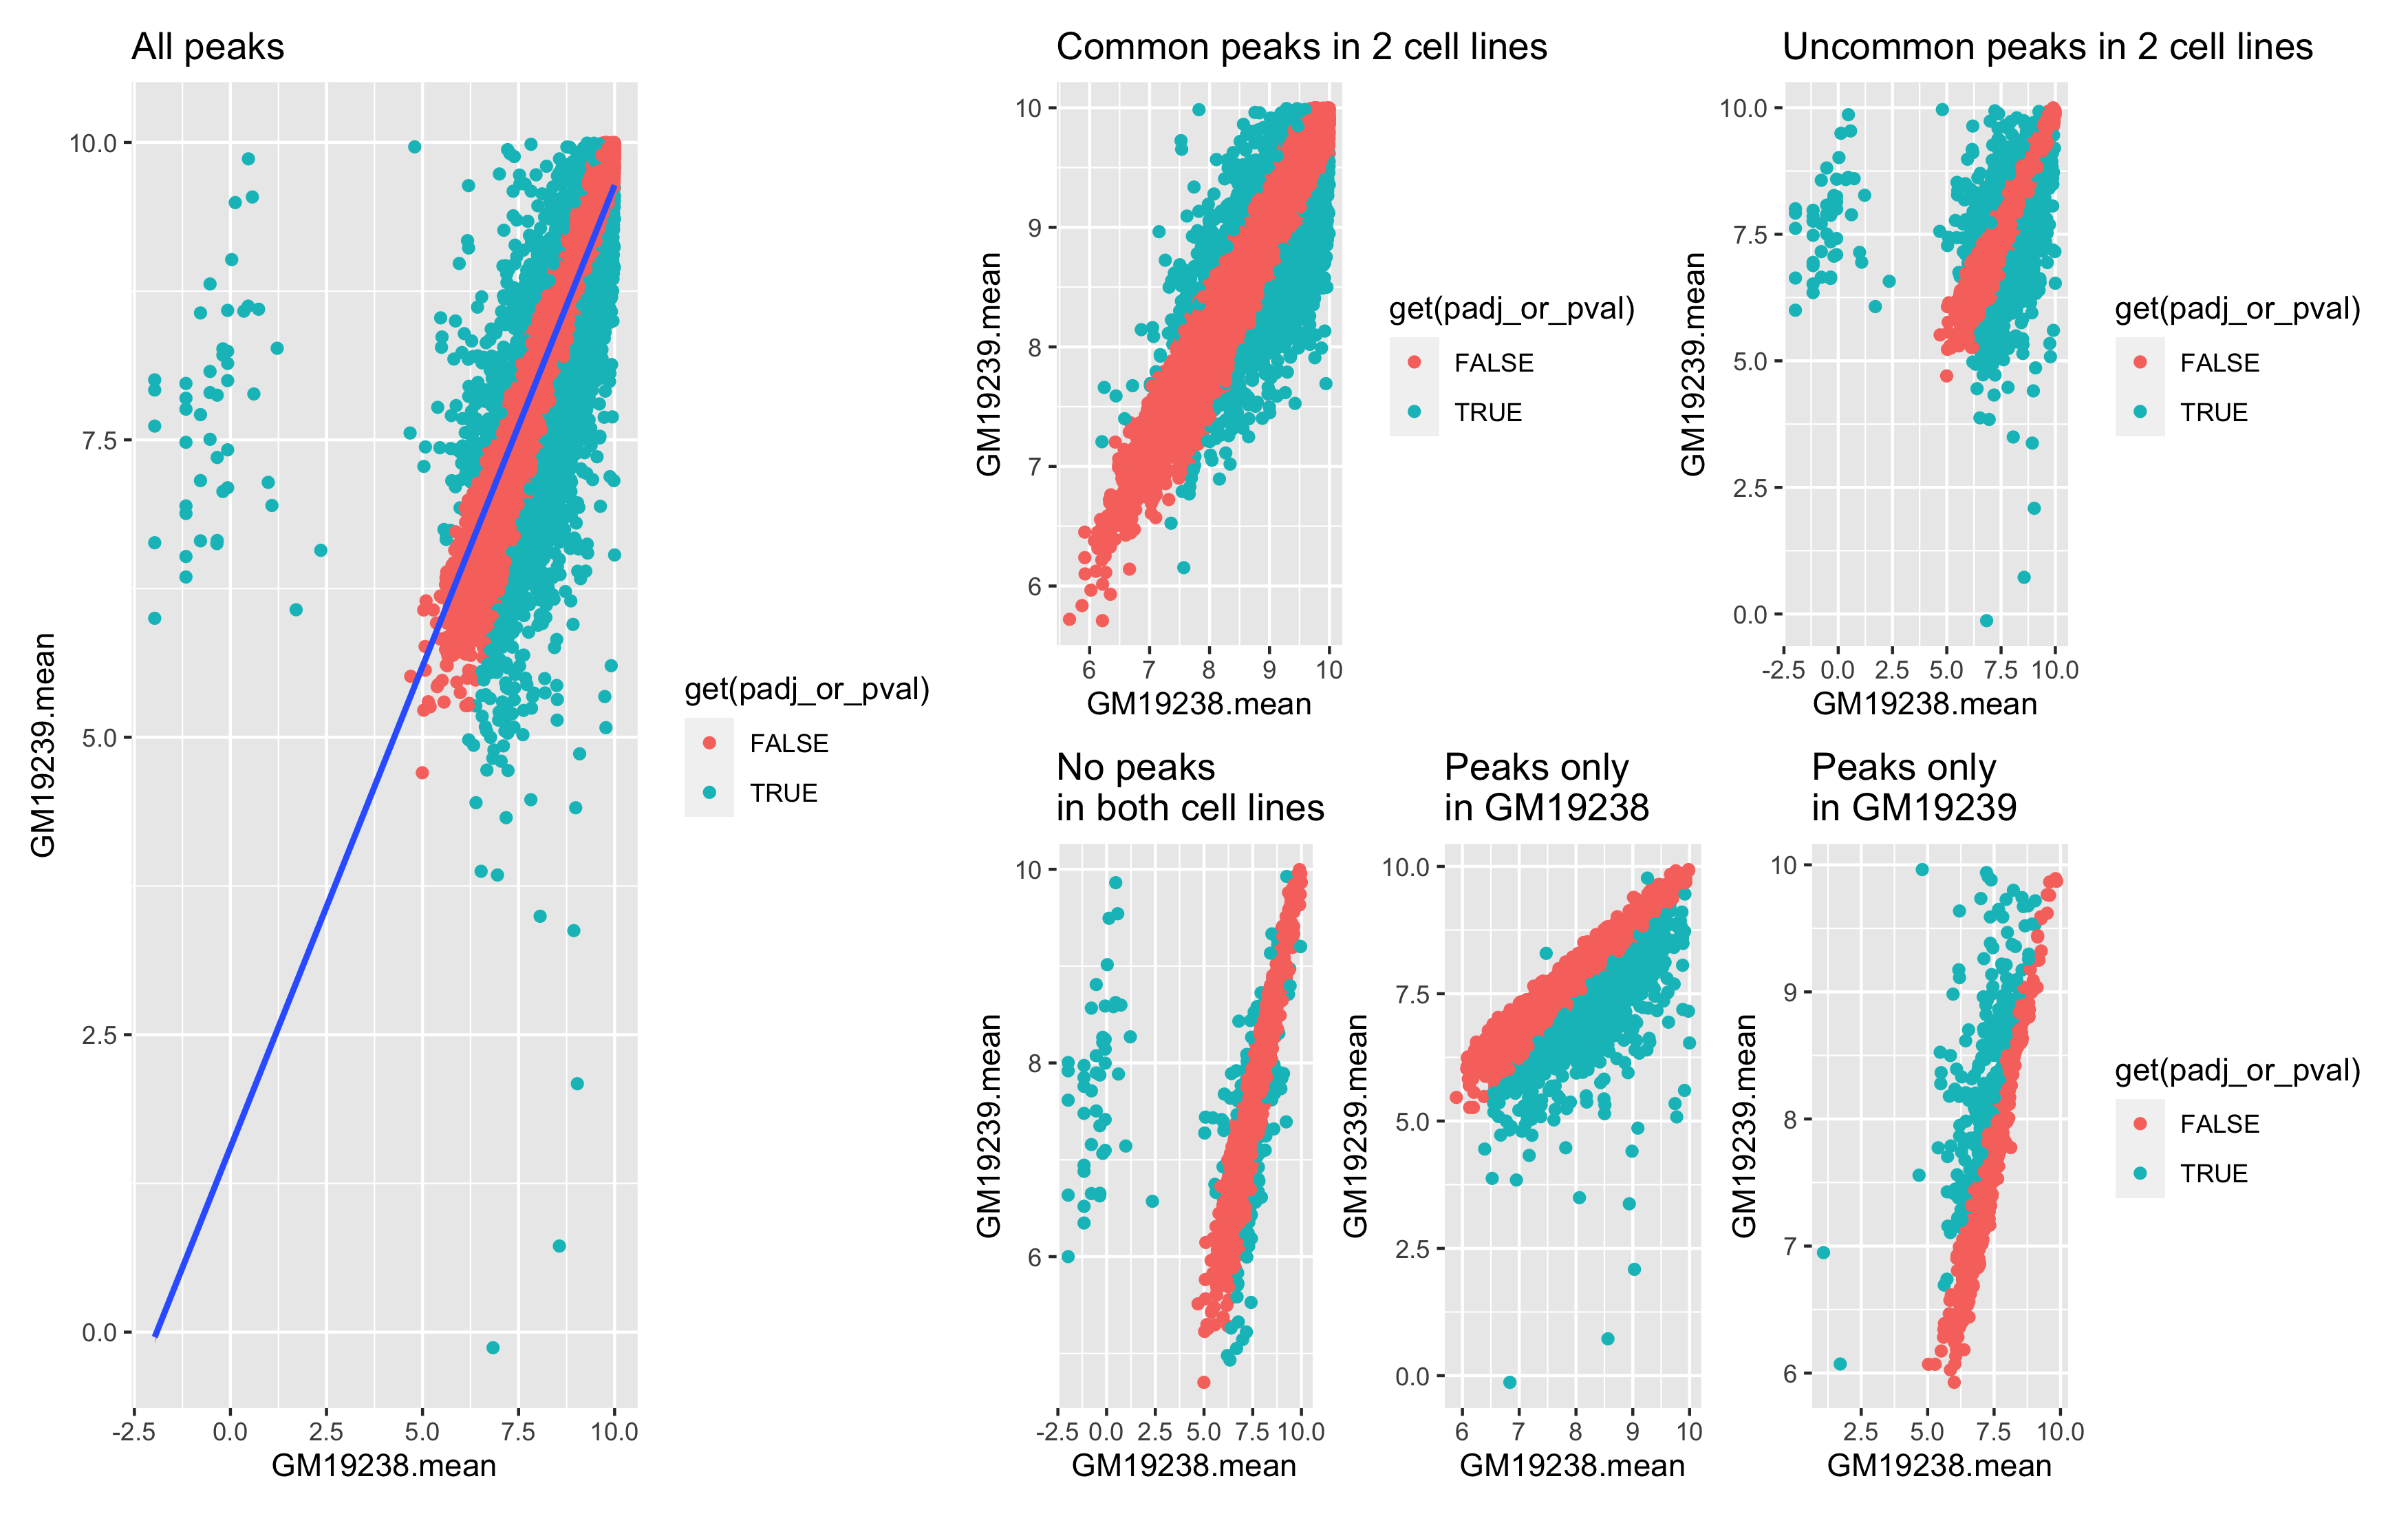 All peaks
10.0
7.5
5.0
2.5
0.0
-2.5 0.0 2.5 5.0 7.5 10.0
GM19238.mean
GM19239.mean
get(padj_or_pval)
FALSE
TRUE
Common peaks in 2 cell lines
10
9
8
7
6
6 7 8 9 10
GM19238.mean
GM19239.mean
get(padj_or_pval)
FALSE
TRUE
Uncommon peaks in 2 cell lines
10.0
7.5
5.0
2.5
0.0
-2.5 0.0 2.5 5.0 7.5 10.0
GM19238.mean
GM19239.mean
get(padj_or_pval)
FALSE
TRUE
No peaks
in both cell lines
10
8
6
-2.5 0.0 2.5 5.0 7.5 10.0
GM19238.mean
GM19239.mean
Peaks only
in GM19238
10.0
7.5
5.0
2.5
0.0
6 7 8 9 10
GM19238.mean
GM19239.mean
Peaks only
in GM19239
10
9
8
7
6
2.5 5.0 7.5 10.0
GM19238.mean
GM19239.mean
get(padj_or_pval)
FALSE
TRUE